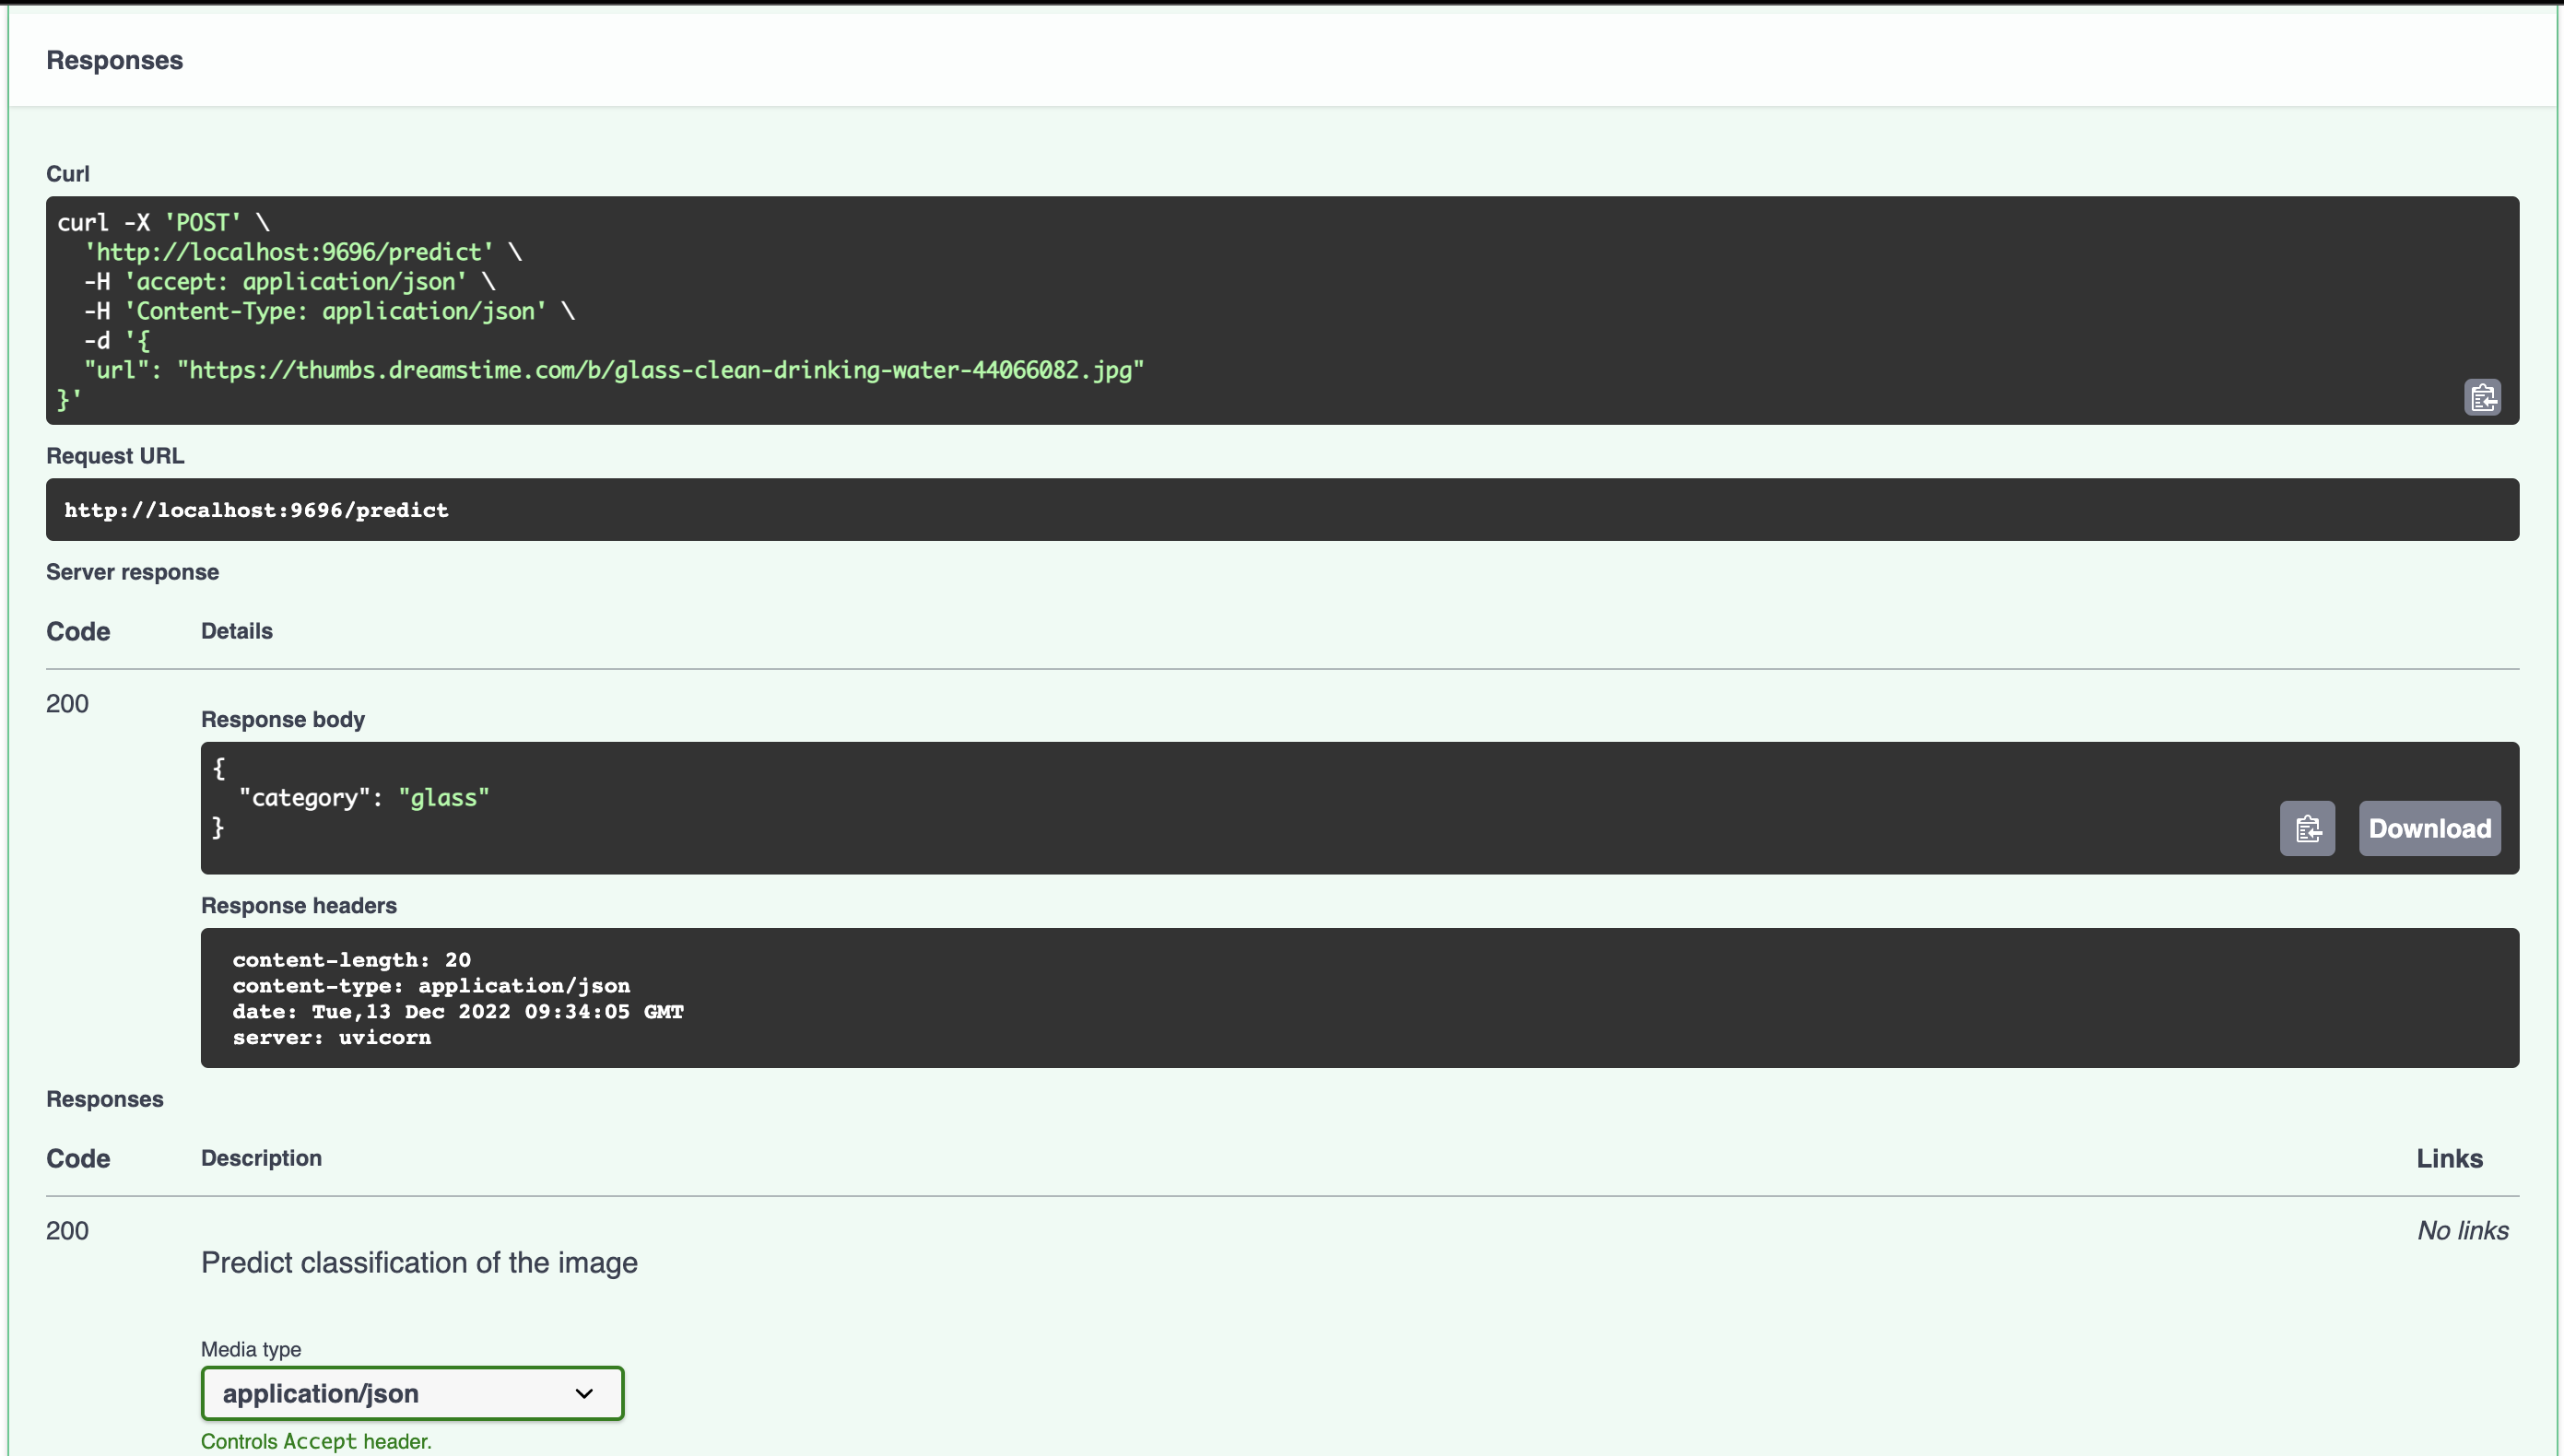 Responses
Curl
curl -X 'POST' \
  'http://localhost:9696/predict' \
  -H 'accept: application/json' \
  -H 'Content-Type: application/json' \
  -d '{
  "url": "https://thumbs.dreamstime.com/b/glass-clean-drinking-water-44066082.jpg"
}'
Request URL
http://localhost:9696/predict
Server response
Code Details
200
Response body
{
  "category": "glass"
}
Download
Response headers
content-length: 20
content-type: application/json
date: Tue,13 Dec 2022 09:34:05 GMT
server: uvicorn
Responses
Code Description Links
200 No links
Predict classification of the image
Media type
application/json
Controls Accept header.